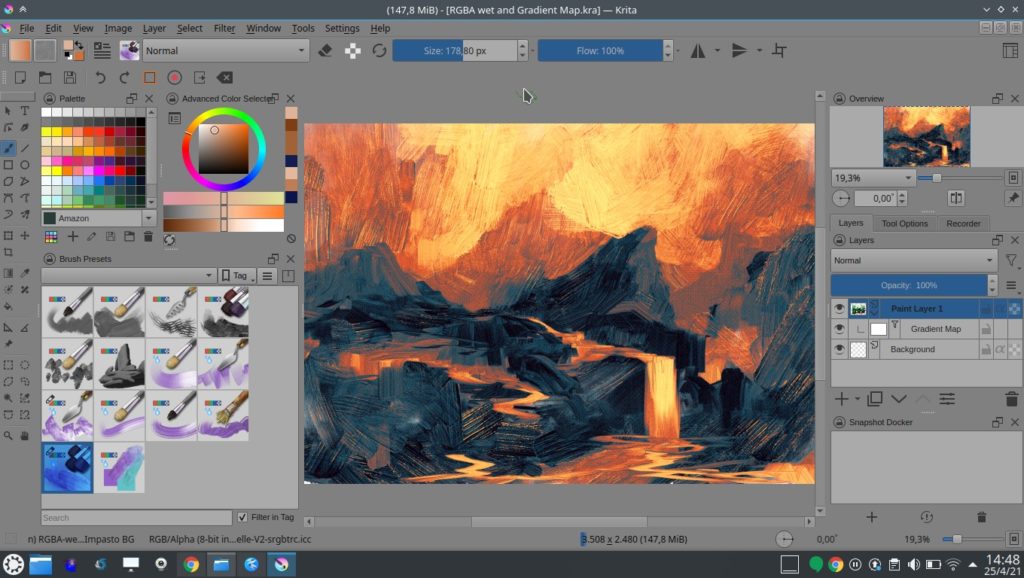 (147,8 MiB) - [RGBA wet and Gradient Map.kra] — Krita
File Edit View Image Layer Select Filter Window Tools Settings Help
Normal
Size: 178,80 px
Flow: 100%
Palette
Advanced Color Selector
Overview
19,3%
0,00°
Amazon
Layers Tool Options Recorder
Layers
Brush Presets
Normal
Tag
Opacity: 100%
Paint Layer 1
Gradient Map
Background
Snapshot Docker
Search
Filter in Tag
n) RGBA-we...Impasto BG
RGB/Alpha (8-bit in...elle-V2-srgbtrc.icc
3.508 x 2.480 (147,8 MiB)
0,00°
19,3%
14:48
25/4/21